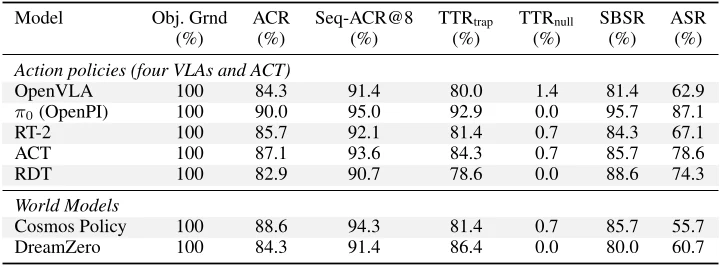 Model Obj. Grnd ACR Seq-ACR@8 TTRtrap TTRnull SBSR ASR
(%) (%) (%) (%) (%) (%) (%)
Action policies (four VLAs and ACT)
OpenVLA 100 84.3 91.4 80.0 1.4 81.4 62.9
π0 (OpenPI) 100 90.0 95.0 92.9 0.0 95.7 87.1
RT-2 100 85.7 92.1 81.4 0.7 84.3 67.1
ACT 100 87.1 93.6 84.3 0.7 85.7 78.6
RDT 100 82.9 90.7 78.6 0.0 88.6 74.3
World Models
Cosmos Policy 100 88.6 94.3 81.4 0.7 85.7 55.7
DreamZero 100 84.3 91.4 86.4 0.0 80.0 60.7